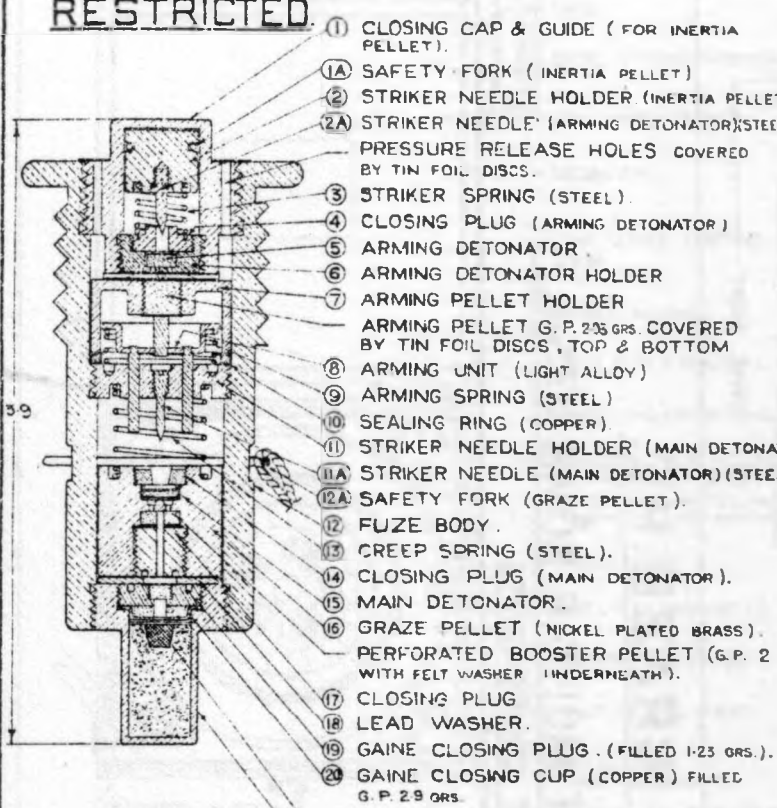 RESTRICTED.
① CLOSING CAP & GUIDE (FOR INERTIA
PELLET).
1A SAFETY FORK (INERTIA PELLET)
② STRIKER NEEDLE HOLDER (INERTIA PELLET
2A STRIKER NEEDLE (ARMING DETONATOR)(STEE
PRESSURE RELEASE HOLES COVERED
BY TIN FOIL DISCS.
③ STRIKER SPRING (STEEL).
④ CLOSING PLUG (ARMING DETONATOR)
⑤ ARMING DETONATOR.
⑥ ARMING DETONATOR HOLDER
⑦ ARMING PELLET HOLDER
ARMING PELLET G.P. GRS. COVERED
BY TIN FOIL DISCS, TOP & BOTTOM
⑧ ARMING UNIT (LIGHT ALLOY)
⑨ ARMING SPRING (STEEL)
⑩ SEALING RING (COPPER).
⑪ STRIKER NEEDLE HOLDER (MAIN DETONA
11A STRIKER NEEDLE (MAIN DETONATOR)(STEE
12A SAFETY FORK (GRAZE PELLET).
⑫ FUZE BODY.
⑬ CREEP SPRING (STEEL).
⑭ CLOSING PLUG (MAIN DETONATOR).
⑮ MAIN DETONATOR.
⑯ GRAZE PELLET (NICKEL PLATED BRASS).
PERFORATED BOOSTER PELLET (G.P. 2
WITH FELT WASHER UNDERNEATH).
⑰ CLOSING PLUG
⑱ LEAD WASHER.
⑲ GAINE CLOSING PLUG. (FILLED 1·23 GRS.).
⑳ GAINE CLOSING CUP (COPPER) FILLED
G.P. 2·9 GRS.